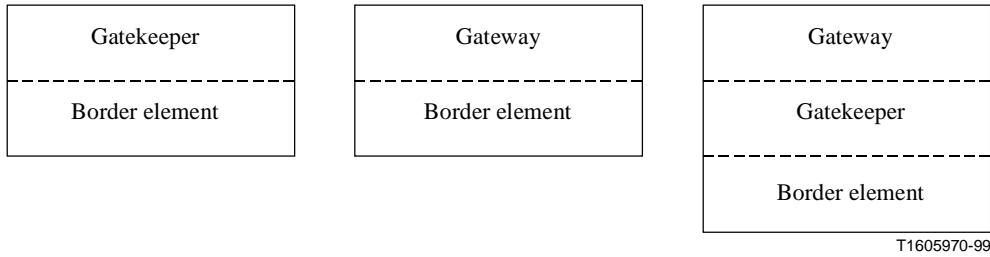 Gatekeeper
Border element
Gateway
Border element
Gateway
Gatekeeper
Border element
T1605970-99